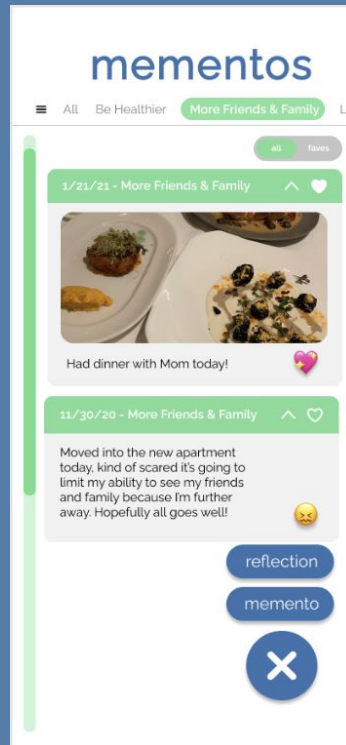 mementos
All Be Healthier More Friends & Family L
all faves
1/21/21 - More Friends & Family
Had dinner with Mom today!
11/30/20 - More Friends & Family
Moved into the new apartment
today, kind of scared it's going to
limit my ability to see my friends
and family because I'm further
away. Hopefully all goes well!
reflection
memento